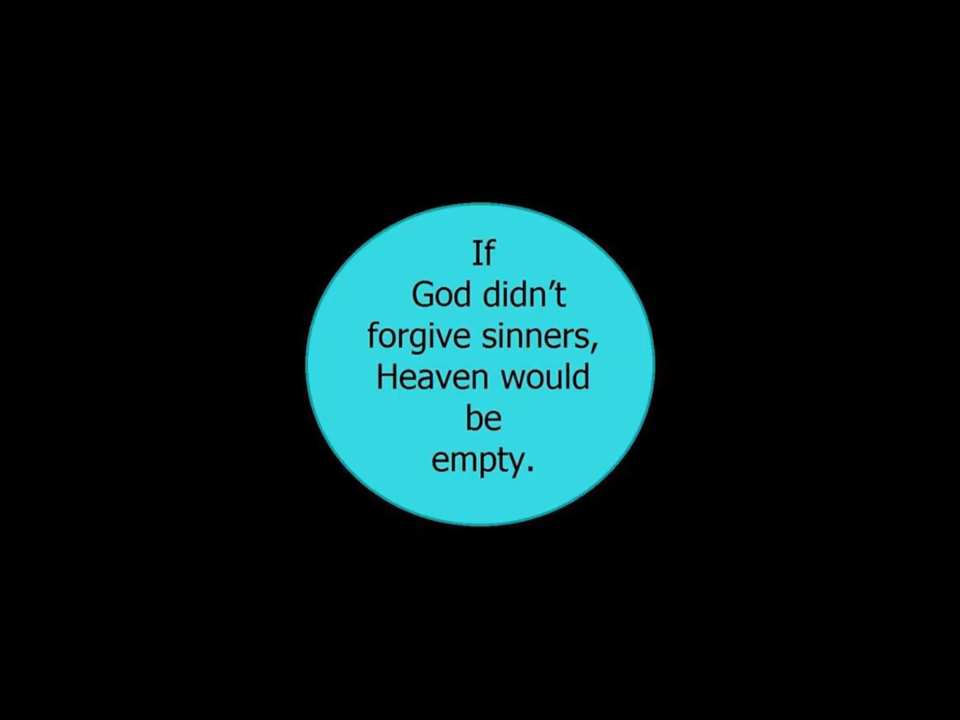 If
God didn’t
forgive sinners,
Heaven would
be
empty.